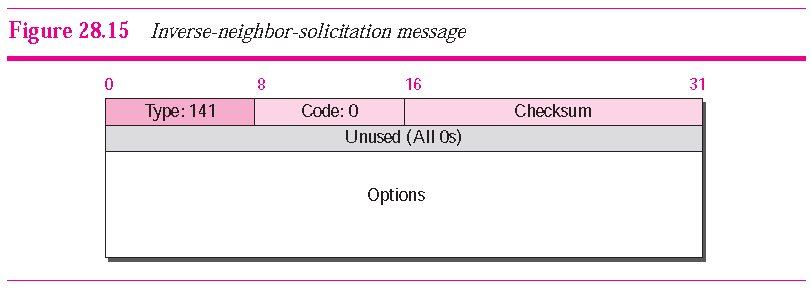 Figure 28.15 Inverse-neighbor-solicitation message
0 8 16 31
Type: 141 Code: 0 Checksum
Unused (All 0s)
Options